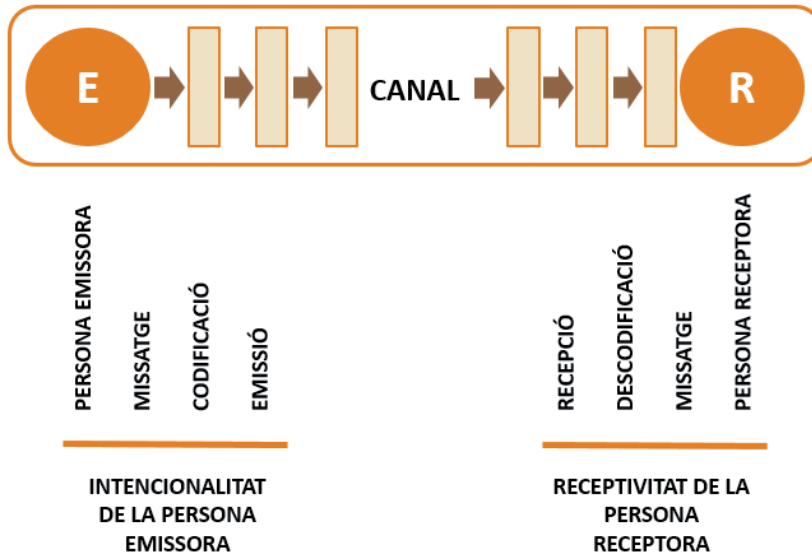 E
CANAL
R
PERSONA EMISSORA
MISSATGE
CODIFICACIÓ
EMISSIÓ
RECEPCIÓ
DESCODIFICACIÓ
MISSATGE
PERSONA RECEPTORA
INTENCIONALITAT
DE LA PERSONA
EMISSORA
RECEPTIVITAT DE LA
PERSONA
RECEPTORA